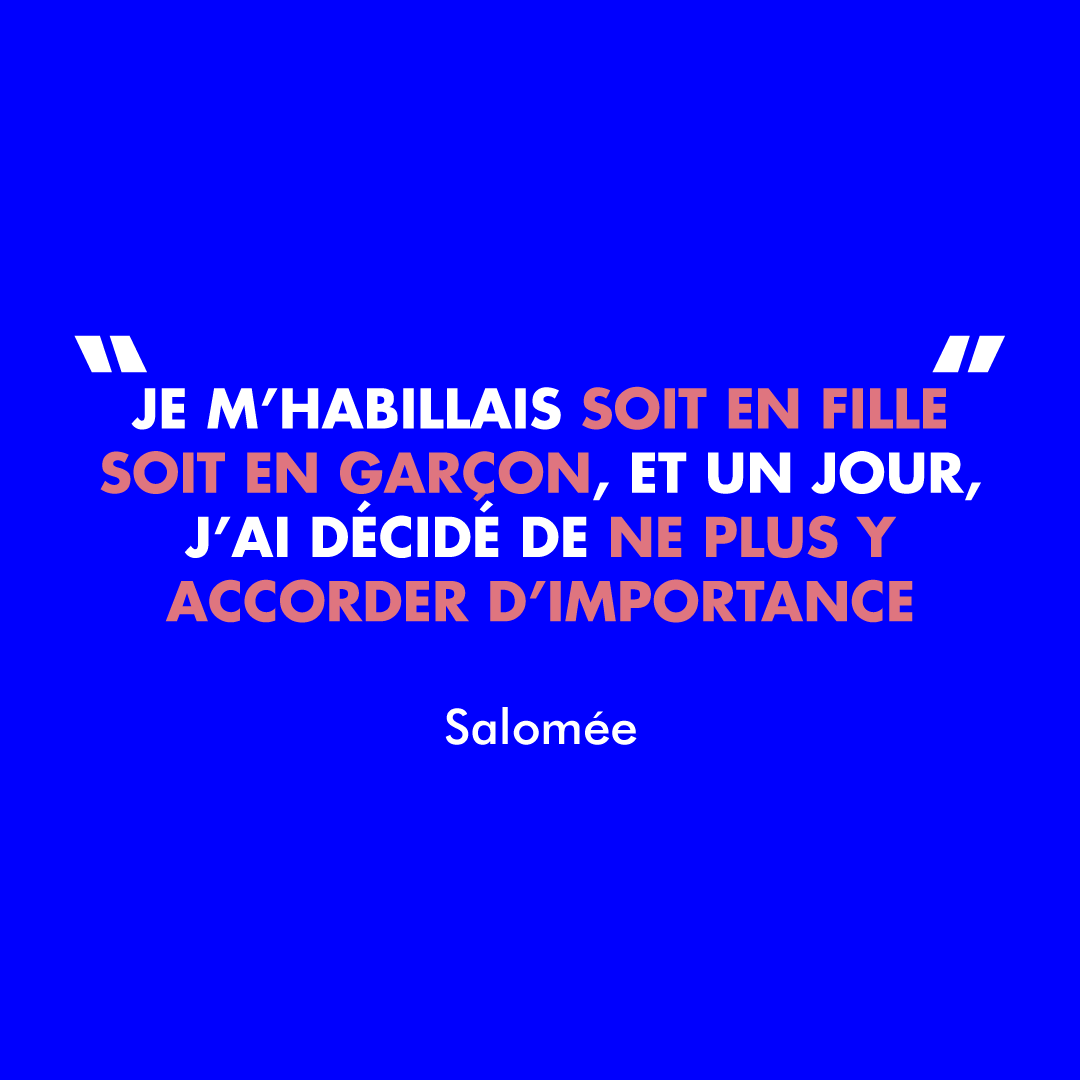 "JE M’HABILLAIS SOIT EN FILLE
SOIT EN GARÇON, ET UN JOUR,
J’AI DÉCIDÉ DE NE PLUS Y
ACCORDER D’IMPORTANCE"
Salomée